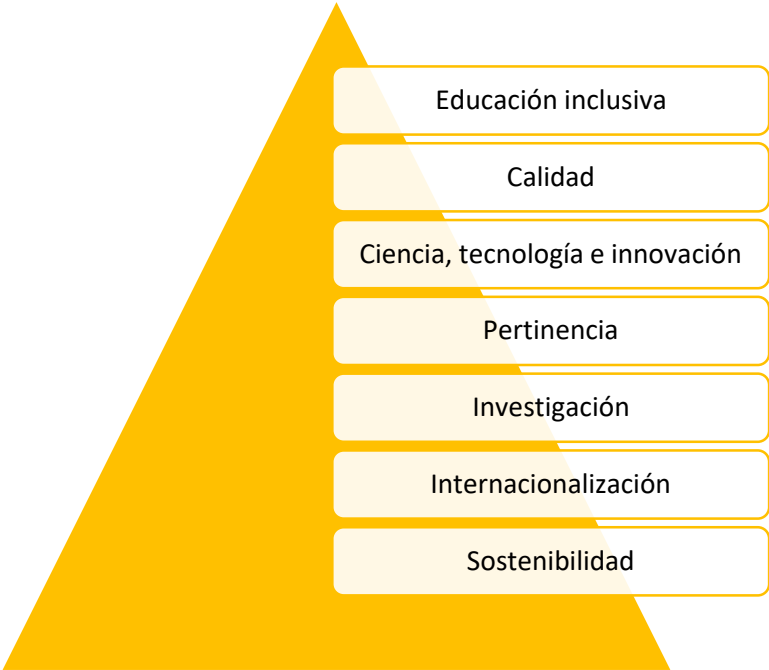 Educación inclusiva
Calidad
Ciencia, tecnología e innovación
Pertinencia
Investigación
Internacionalización
Sostenibilidad